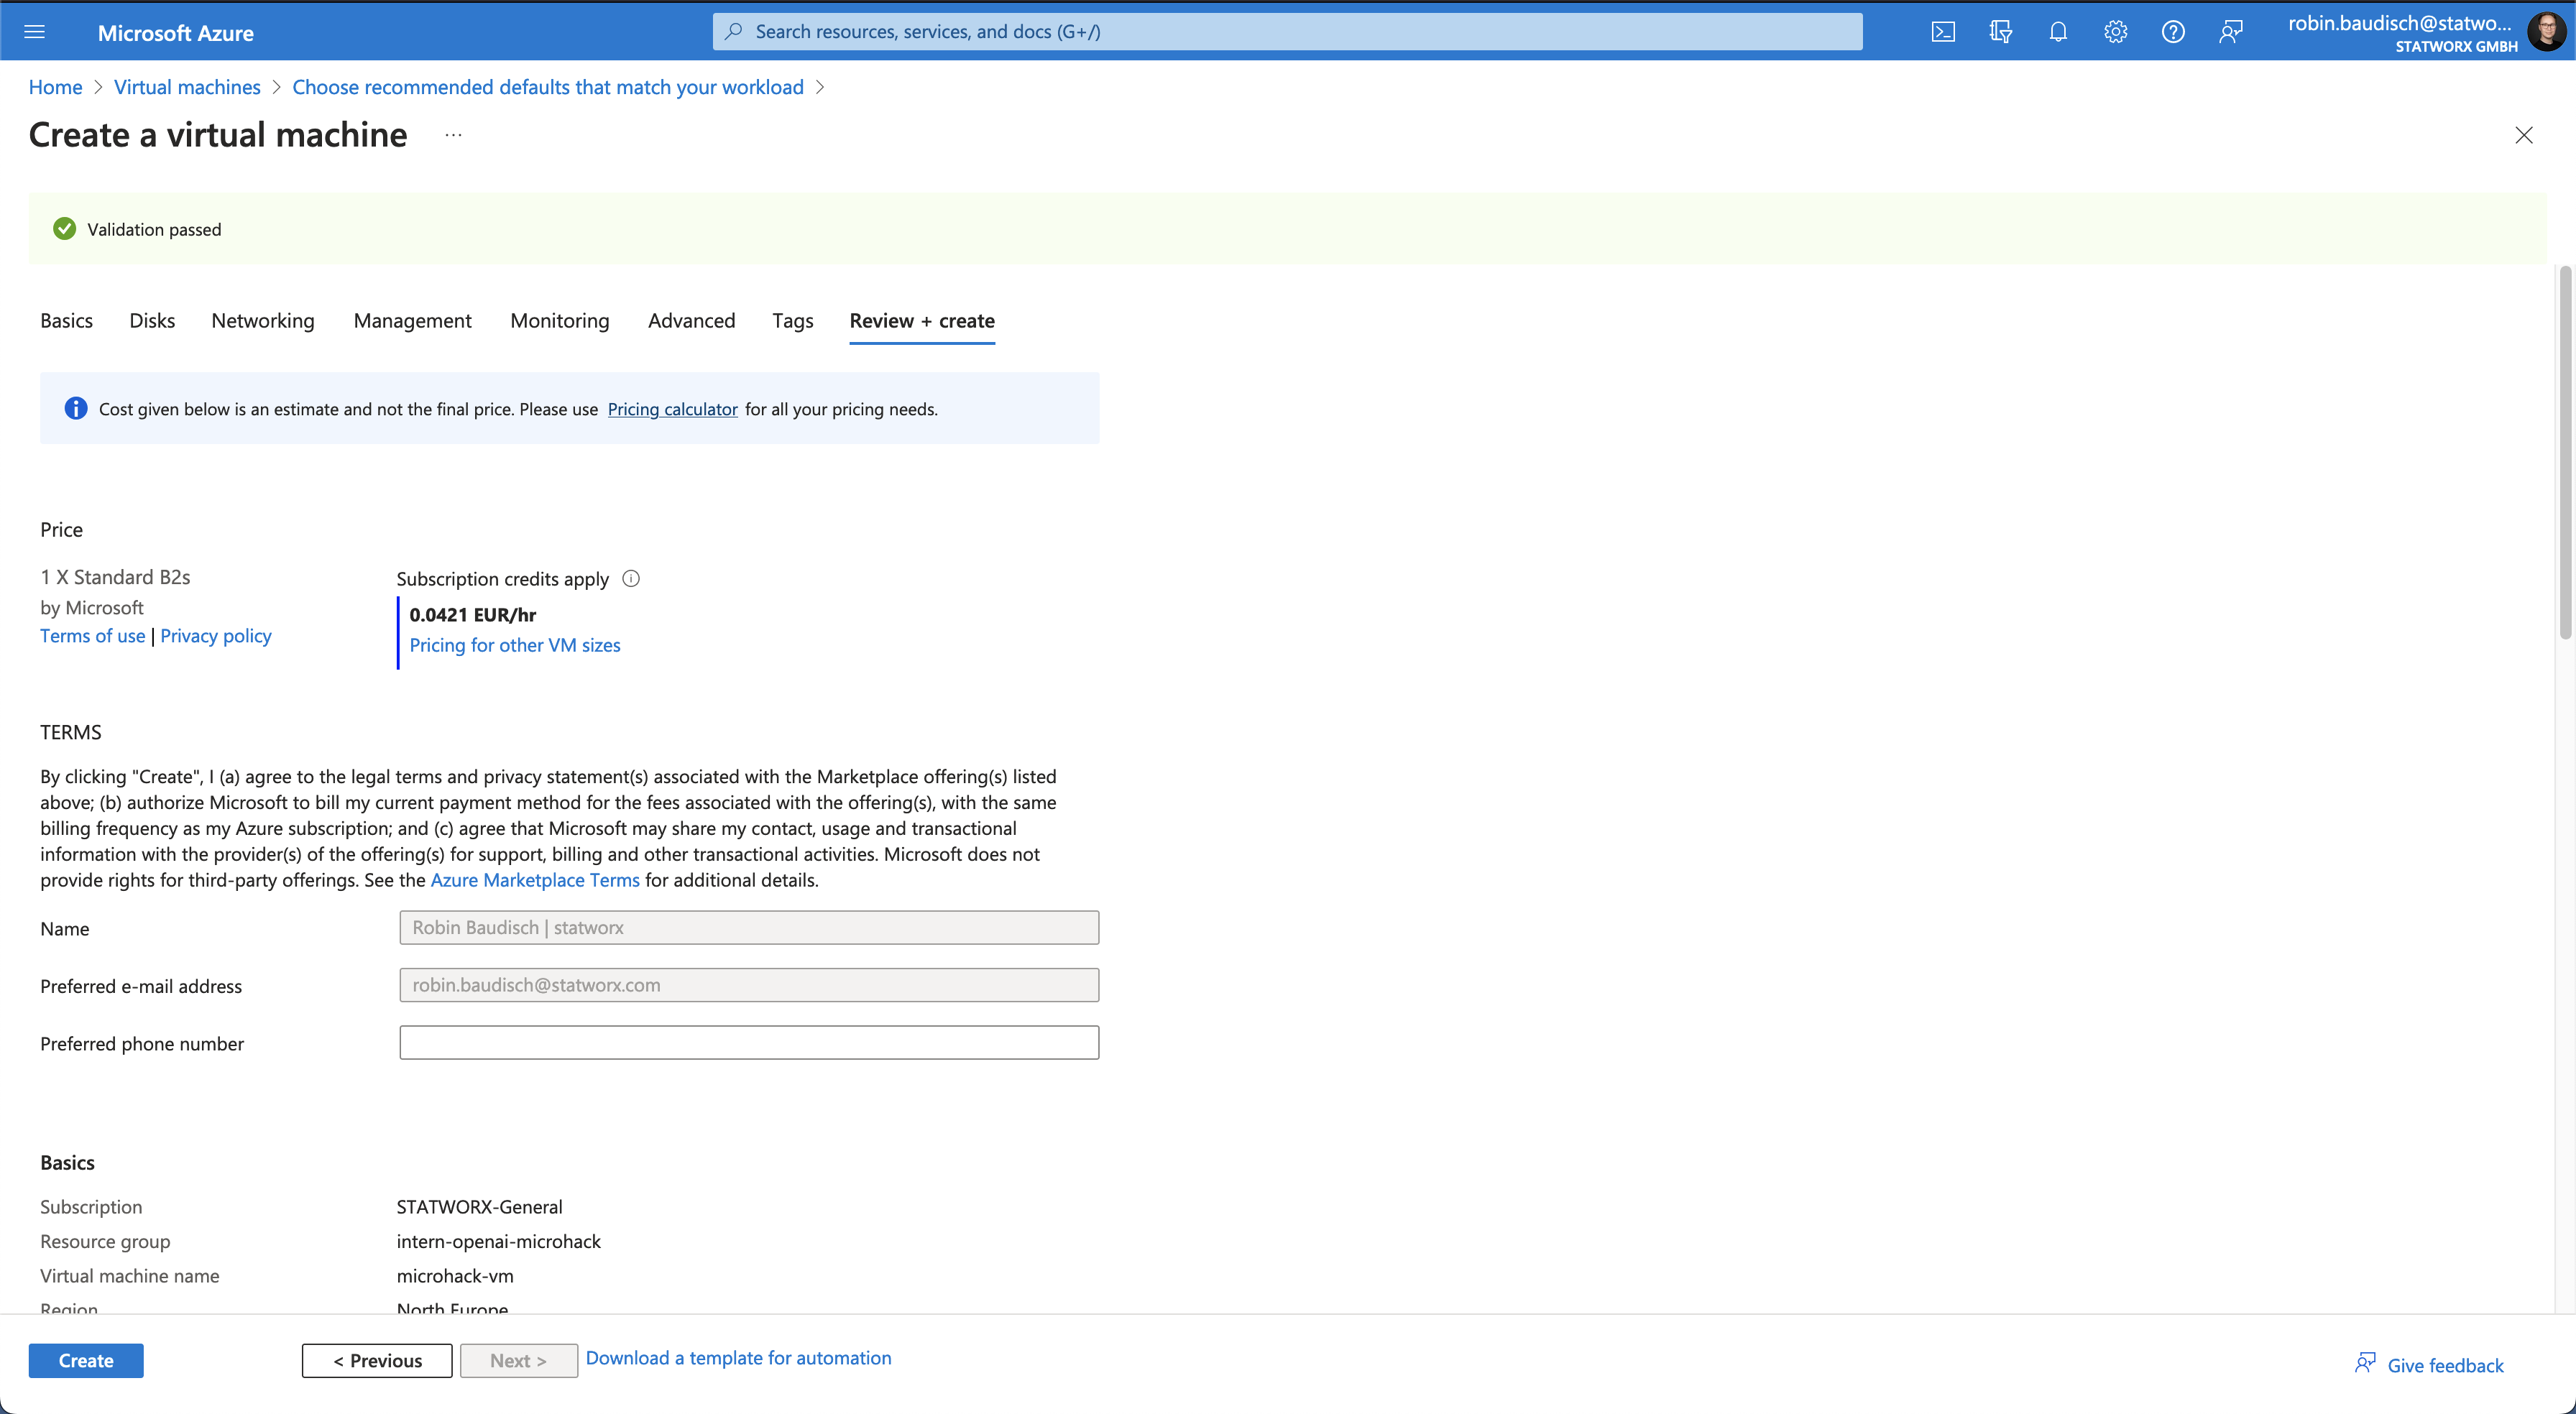 Microsoft Azure
Search resources, services, and docs (G+/)
robin.baudisch@statwo...
STATWORX GMBH
Home > Virtual machines > Choose recommended defaults that match your workload >
Create a virtual machine ...
Validation passed
Basics Disks Networking Management Monitoring Advanced Tags Review + create
Cost given below is an estimate and not the final price. Please use Pricing calculator for all your pricing needs.
Price
1 X Standard B2s
by Microsoft
Terms of use | Privacy policy
Subscription credits apply
0.0421 EUR/hr
Pricing for other VM sizes
TERMS
By clicking "Create", I (a) agree to the legal terms and privacy statement(s) associated with the Marketplace offering(s) listed
above; (b) authorize Microsoft to bill my current payment method for the fees associated with the offering(s), with the same
billing frequency as my Azure subscription; and (c) agree that Microsoft may share my contact, usage and transactional
information with the provider(s) of the offering(s) for support, billing and other transactional activities. Microsoft does not
provide rights for third-party offerings. See the Azure Marketplace Terms for additional details.
Name Robin Baudisch | statworx
Preferred e-mail address robin.baudisch@statworx.com
Preferred phone number
Basics
Subscription STATWORX-General
Resource group intern-openai-microhack
Virtual machine name microhack-vm
Region North Europe
Create < Previous Next > Download a template for automation Give feedback